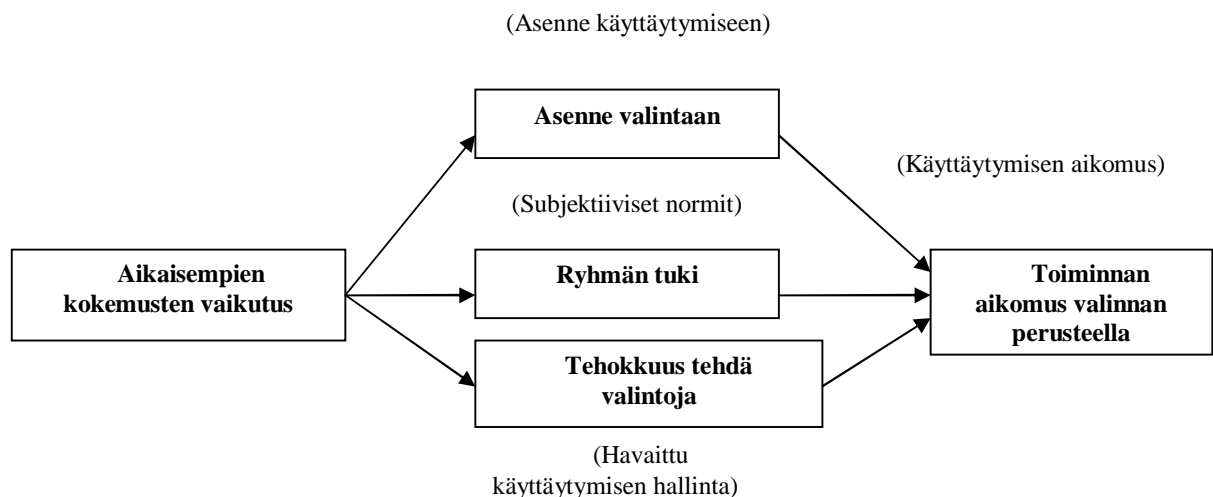 (Asenne käyttäytymiseen)
Asenne valintaan
(Käyttäytymisen aikomus)
(Subjektiiviset normit)
Aikaisempien
kokemusten vaikutus
Ryhmän tuki
Toiminnan
aikomus valinnan
perusteella
Tehokkuus tehdä
valintoja
(Havaittu
käyttäytymisen hallinta)